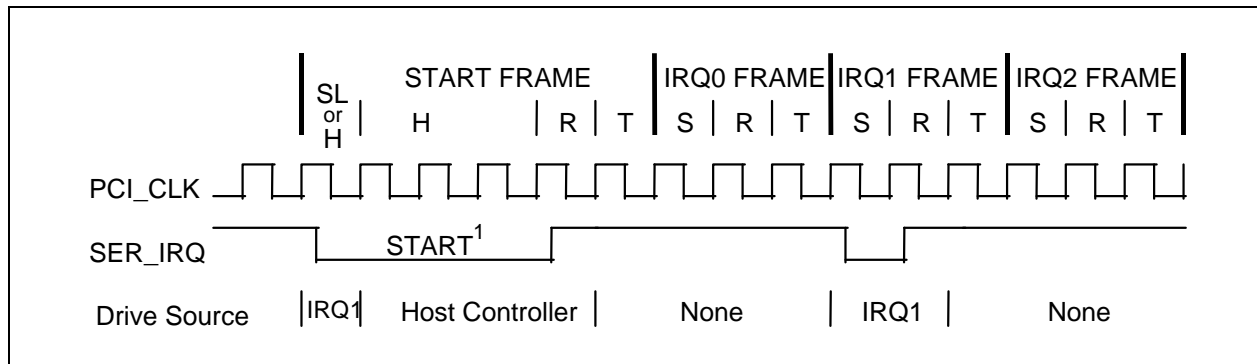 START FRAME IRQ0 FRAME IRQ1 FRAME IRQ2 FRAME
SL
or
H
H R T S R T S R T S R T
PCI_CLK
SER_IRQ START1
Drive Source IRQ1 Host Controller None IRQ1 None